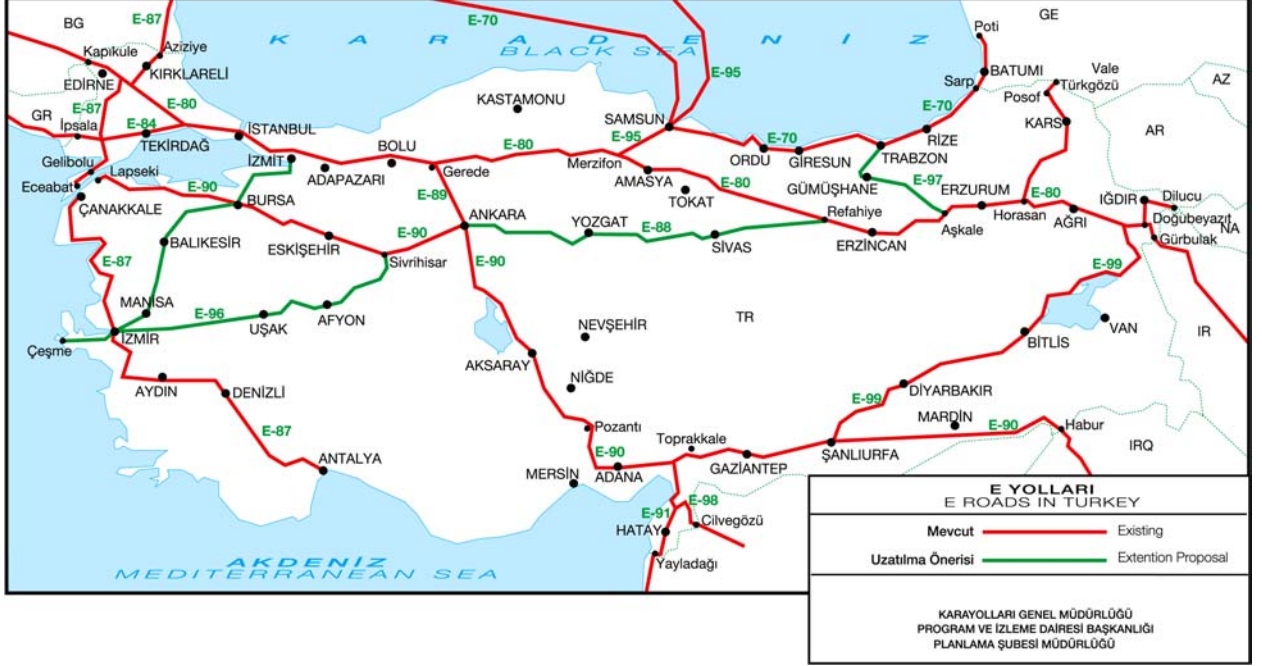 BG
E-87
E-70
K A R A D E N İ Z
BLACK SEA
GE
Poti
Kapıkule
Aziziye
KIRKLARELİ
EDİRNE
E-95
BATUMI
Sarp
Vale
Türkgözü
AZ
Posof
GR
E-87
E-80
KASTAMONU
E-70
İpsala
E-84
TEKİRDAĞ
İSTANBUL
SAMSUN
KARS
AR
RİZE
E-95
E-70
BOLU
E-80
İZMİT
Merzifon
ORDU
GİRESUN
TRABZON
Gelibolu
Lapseki
ADAPAZARI
Gerede
AMASYA
GÜMÜŞHANE
E-97
Eceabat
E-90
E-89
E-80
ERZURUM
E-80
IĞDIR
Dilucu
ÇANAKKALE
BURSA
TOKAT
Horasan
AĞRI
Doğubeyazıt
ANKARA
YOZGAT
Refahiye
Aşkale
NA
BALIKESİR
ESKİŞEHİR
E-90
E-88
SİVAS
ERZİNCAN
Gürbulak
Sivrihisar
E-87
E-90
E-99
MANISA
E-96
UŞAK
AFYON
NEVŞEHİR
TR
VAN
IR
İZMİR
BITLİS
Çeşme
AKSARAY
NİĞDE
AYDIN
DENİZLİ
DİYARBAKIR
E-99
MARDİN
E-87
Pozantı
E-90
Habur
Toprakkale
IRQ
ANTALYA
E-90
MERSİN
ADANA
GAZİANTEP
ŞANLIURFA
E-98
E-91
HATAY
Cilvegözü
Yayladağı
AKDENİZ
MEDITERRANEAN SEA
E YOLLARI
E ROADS IN TURKEY
Mevcut Existing
Uzatılma Önerisi Extention Proposal
KARAYOLLARI GENEL MÜDÜRLÜĞÜ
PROGRAM VE İZLEME DAİRESİ BAŞKANLIĞI
PLANLAMA ŞUBESİ MÜDÜRLÜĞÜ